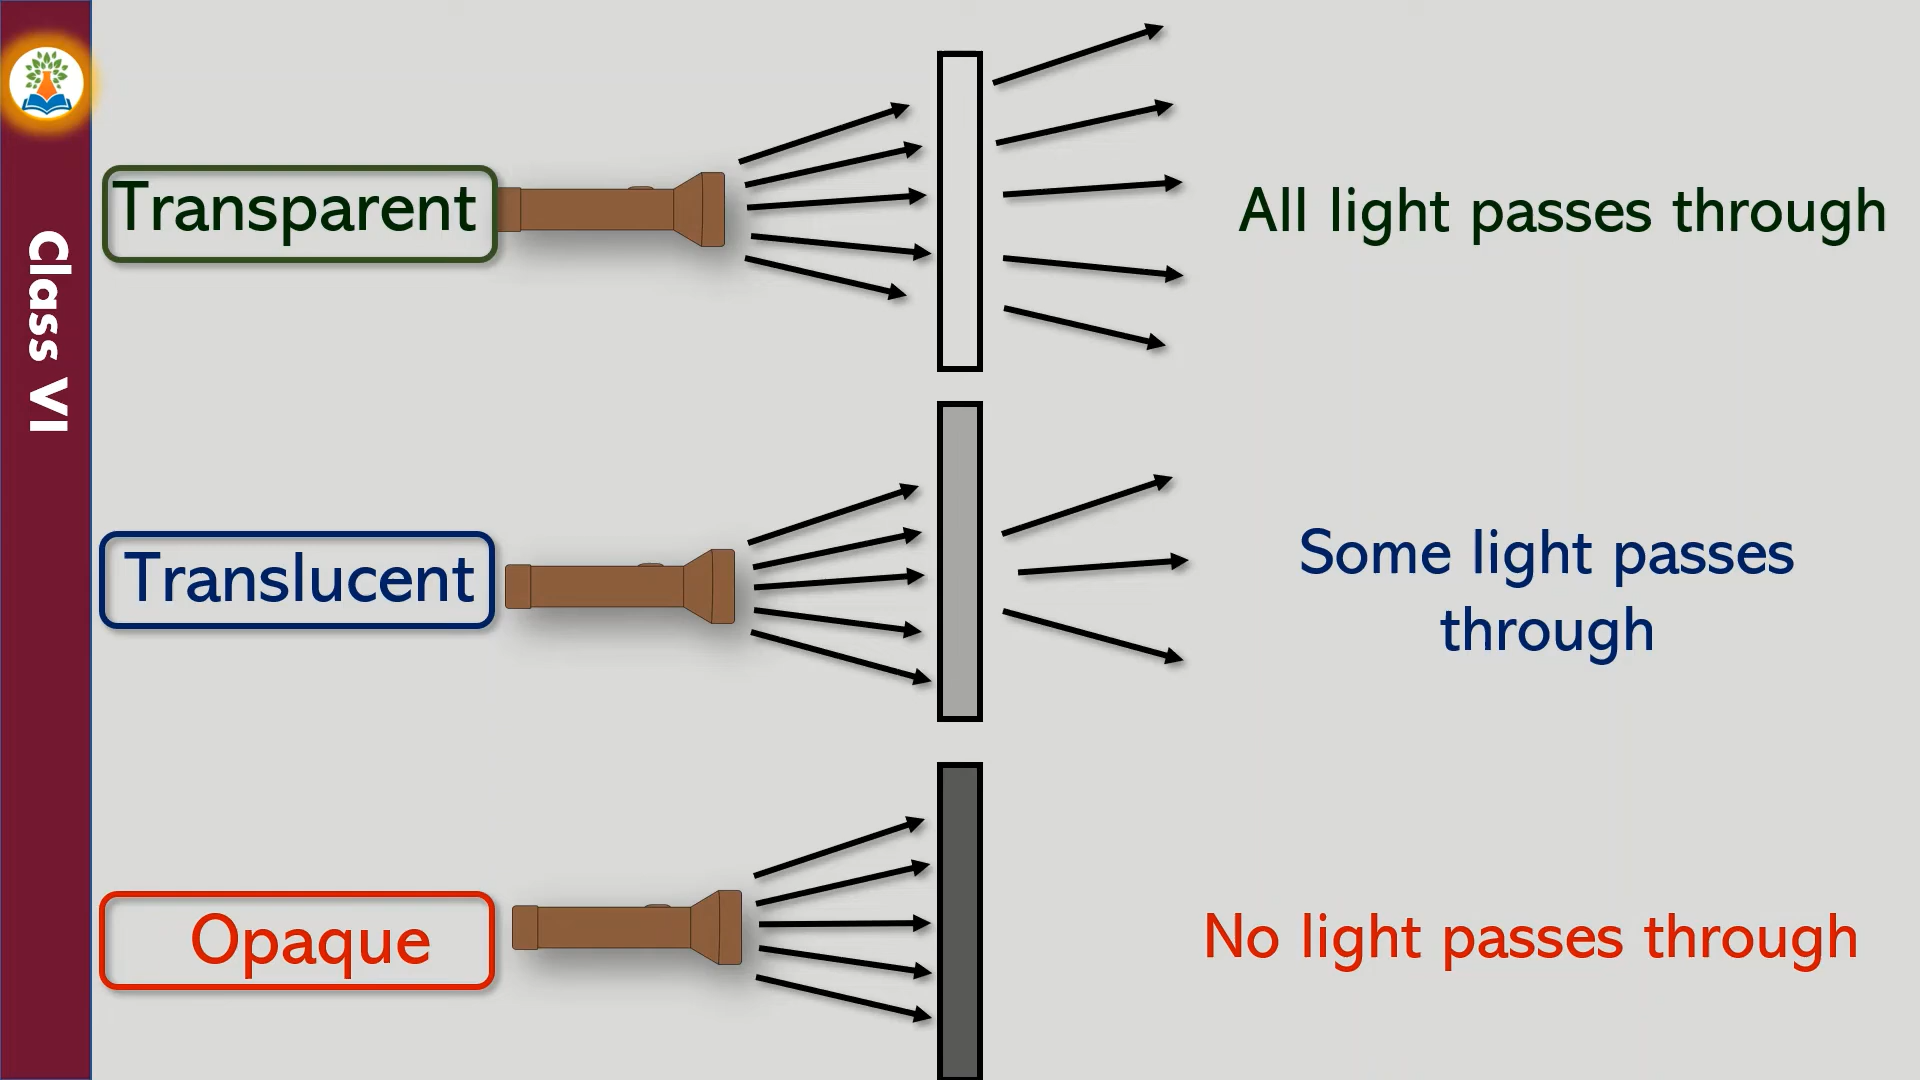 Class VI
Transparent
All light passes through
Translucent
Some light passes
through
Opaque
No light passes through